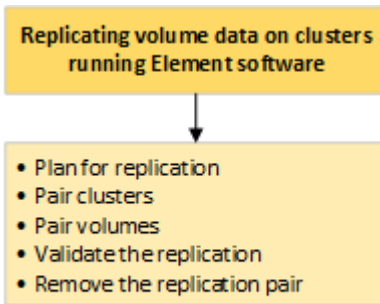 Replicating volume data on clusters
running Element software
• Plan for replication
• Pair clusters
• Pair volumes
• Validate the replication
• Remove the replication pair